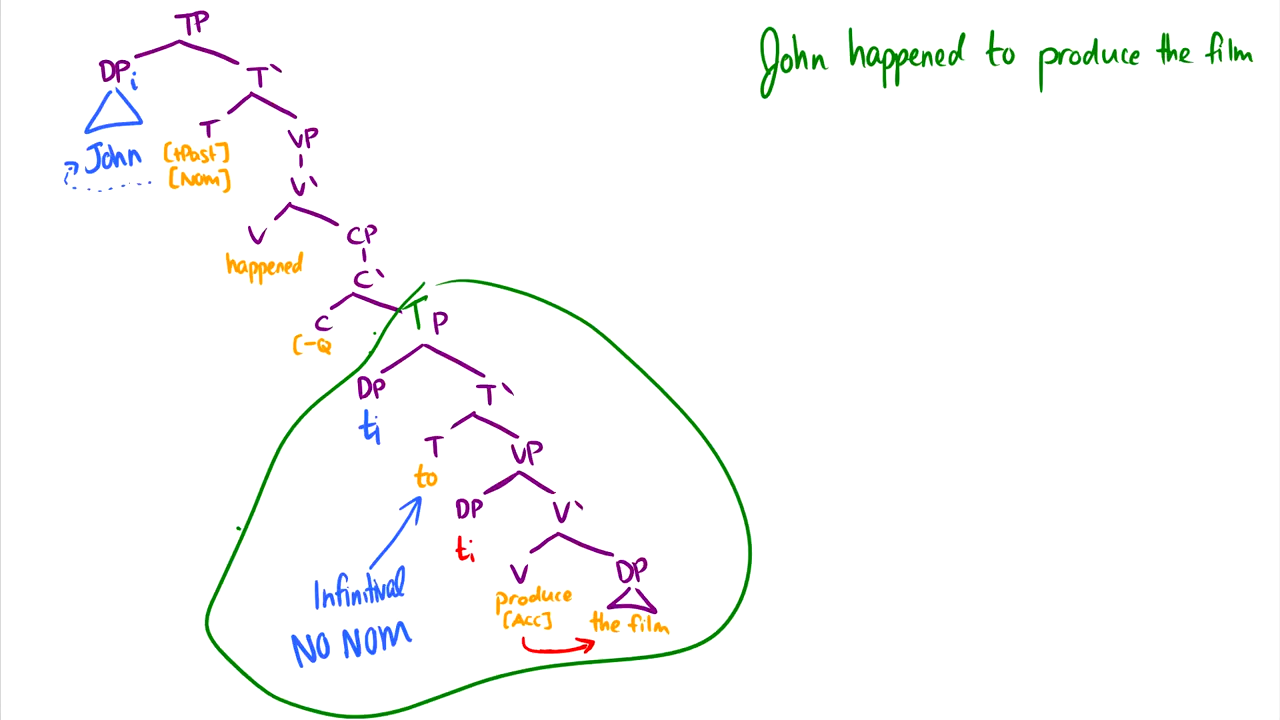 John happened to produce the film
TP
DPi T`
T VP
John [+Past]
[Nom]
V'
V CP
happened
C`
C TP
[-Q
DP T`
ti
T VP
to
DP V`
ti
V DP
Infinitival produce the film
[Acc]
NO NOM